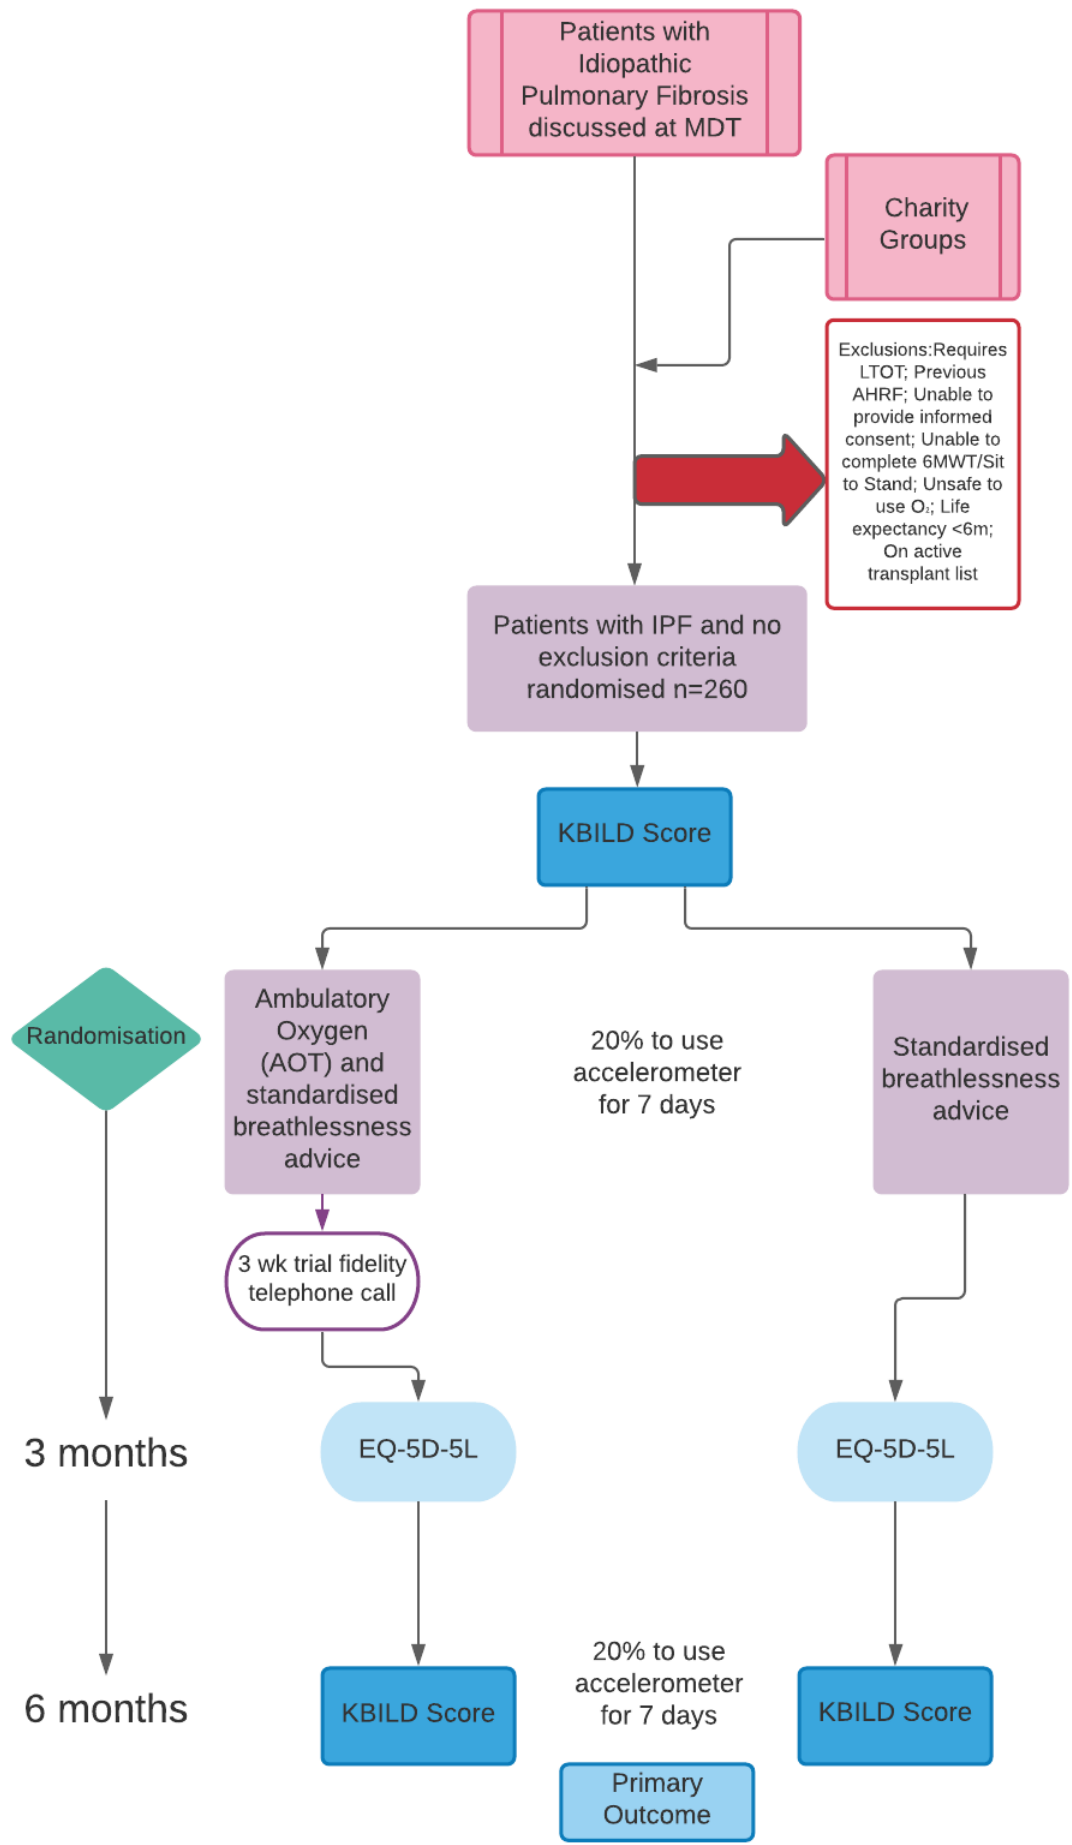 Patients with
Idiopathic
Pulmonary Fibrosis
discussed at MDT
Charity
Groups
Exclusions:Requires
LTOT; Previous
AHRF; Unable to
provide informed
consent; Unable to
complete 6MWT/Sit
to Stand; Unsafe to
use O₂; Life
expectancy <6m;
On active
transplant list
Patients with IPF and no
exclusion criteria
randomised n=260
KBILD Score
Randomisation
Ambulatory
Oxygen
(AOT) and
standardised
breathlessness
advice
20% to use
accelerometer
for 7 days
Standardised
breathlessness
advice
3 wk trial fidelity
telephone call
3 months
EQ-5D-5L
EQ-5D-5L
6 months
KBILD Score
20% to use
accelerometer
for 7 days
KBILD Score
Primary
Outcome